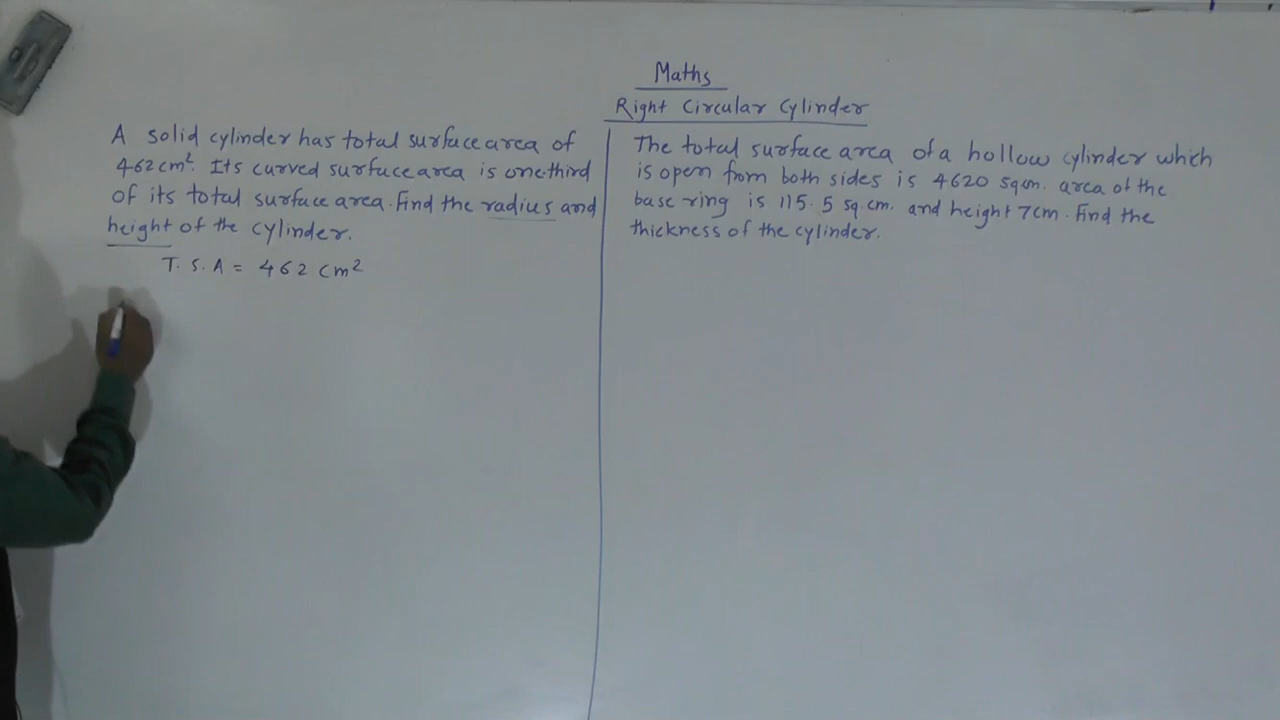 Maths
Right Circular Cylinder
A solid cylinder has total surface area of
462 cm². Its curved surface area is one-third
of its total surface area. Find the radius and
height of the cylinder.
T. S. A = 462 cm²
The total surface area of a hollow cylinder which
is open from both sides is 4620 sq cm. area of the
base ring is 115.5 sq. cm. and height 7cm. Find the
thickness of the cylinder.